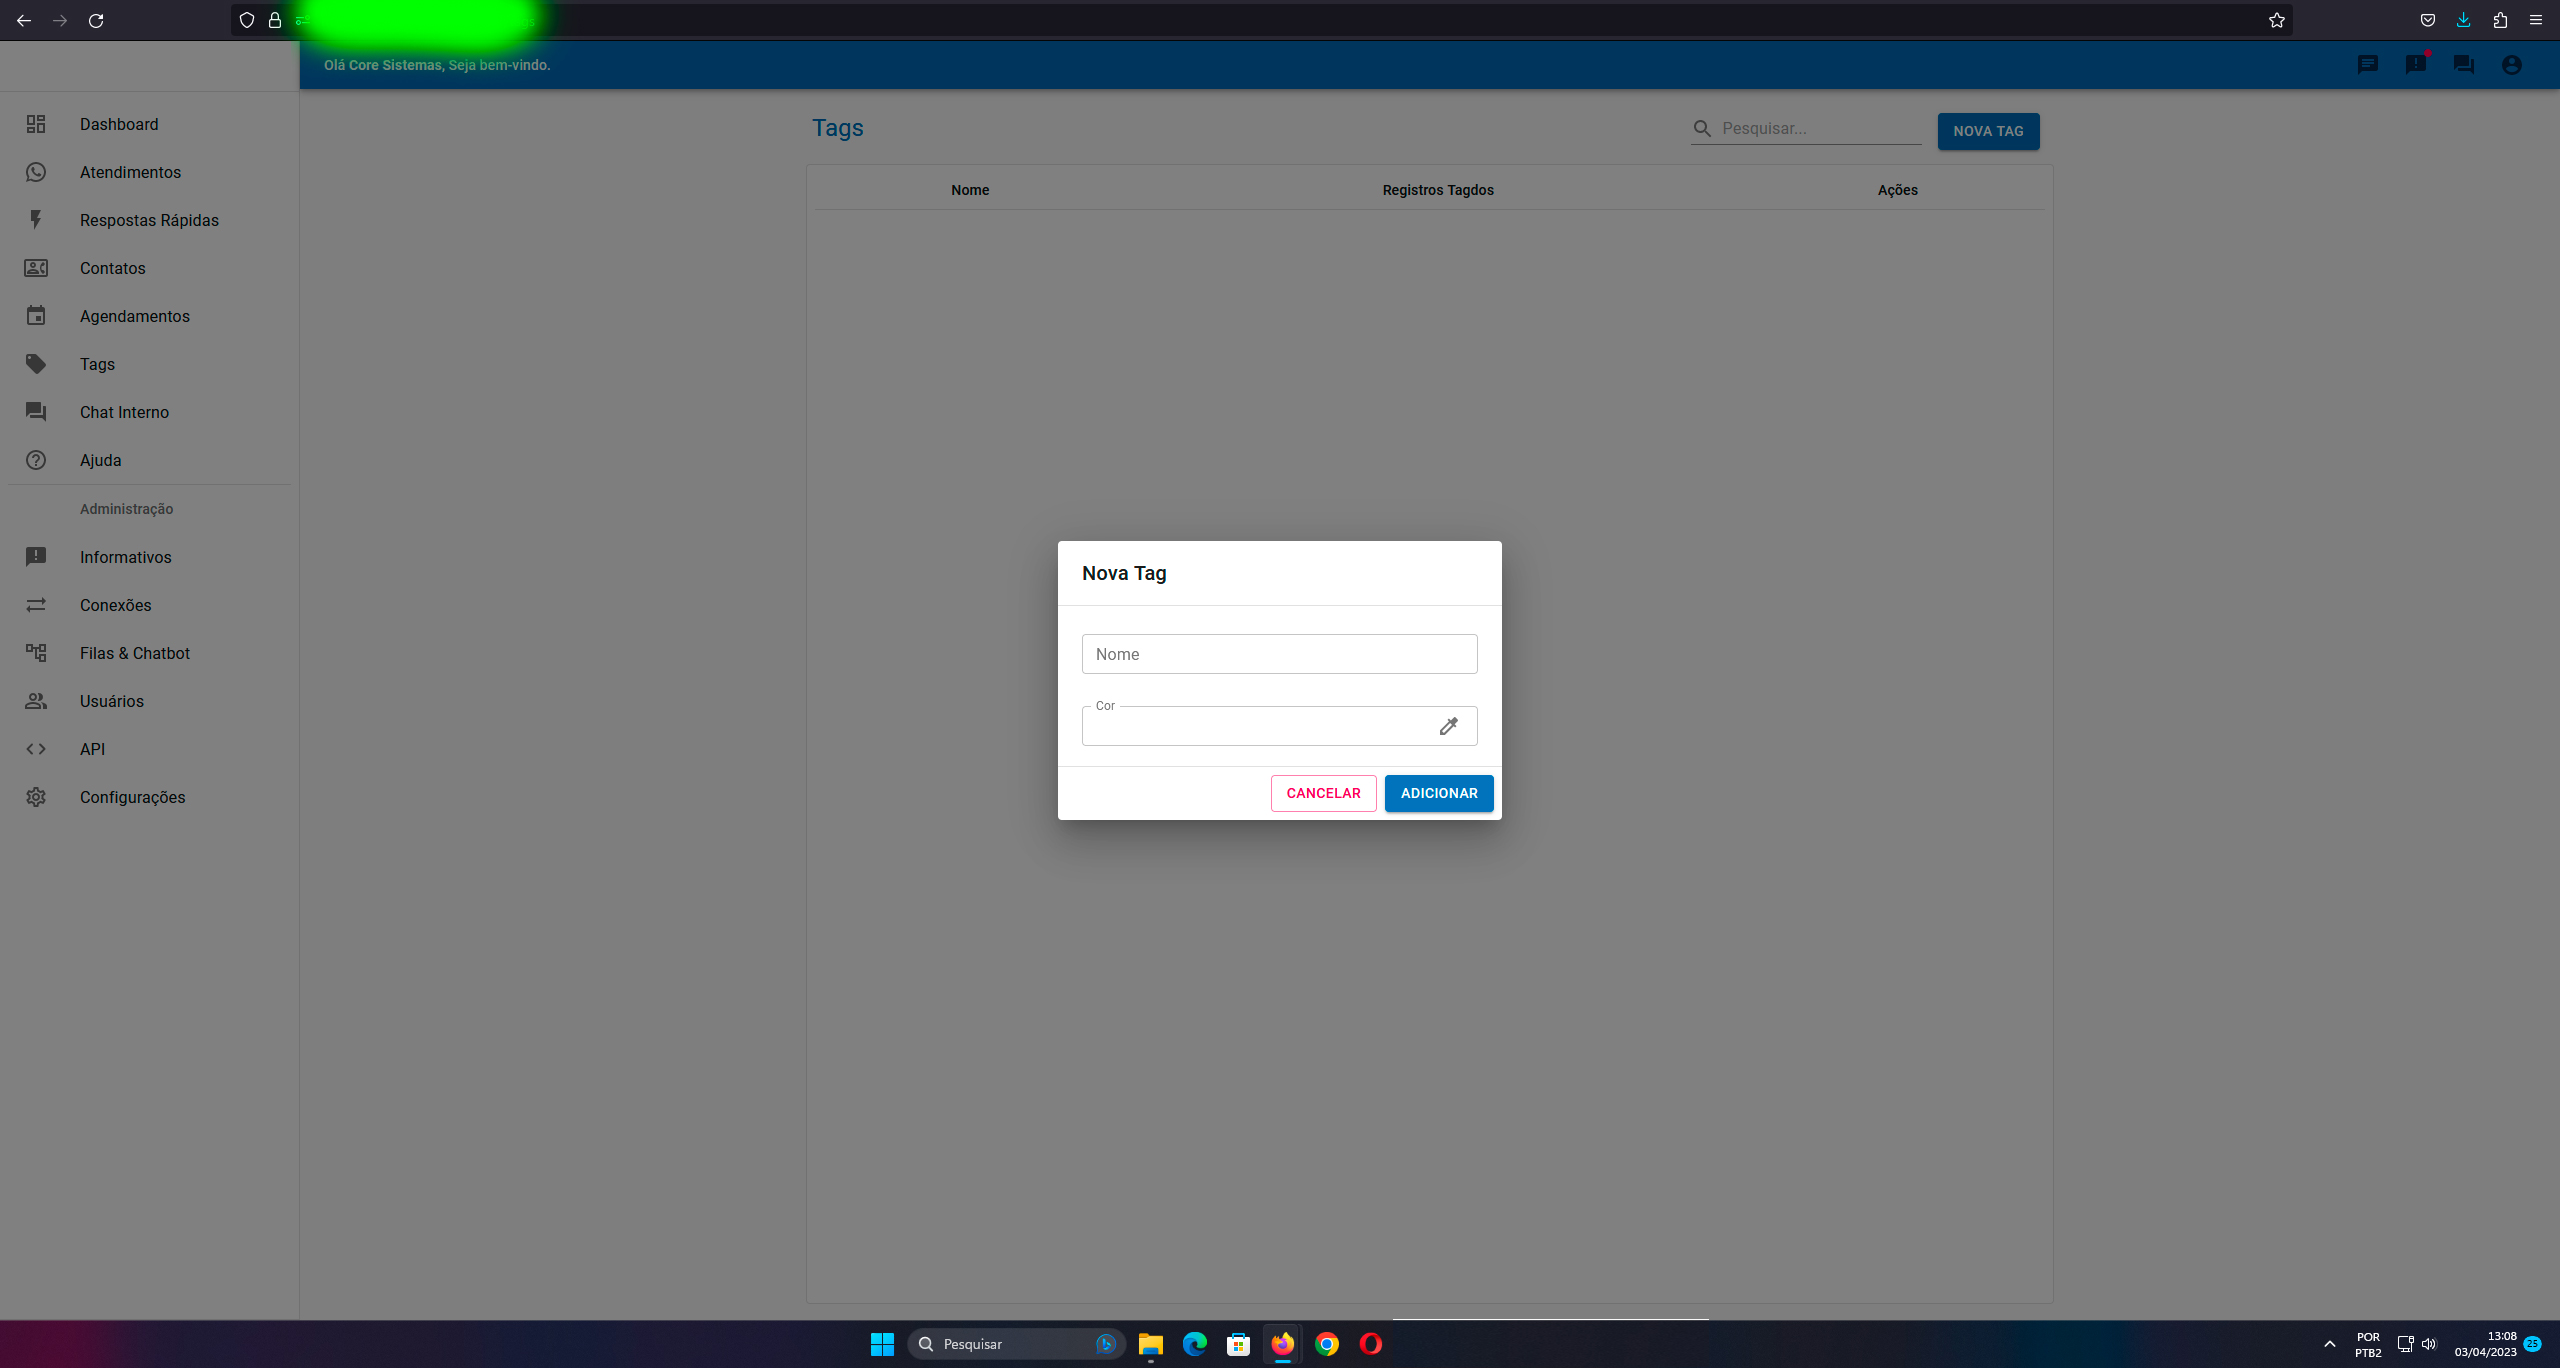 Olá Core Sistemas, Seja bem-vindo.
Dashboard
Atendimentos
Respostas Rápidas
Contatos
Agendamentos
Tags
Chat Interno
Ajuda
Administração
Informativos
Conexões
Filas & Chatbot
Usuários
API
Configurações
Tags
Pesquisar...
NOVA TAG
Nome
Registros Tagdos
Ações
Nova Tag
Nome
Cor
CANCELAR
ADICIONAR
Pesquisar
POR
PTB2
13:08
03/04/2023
25